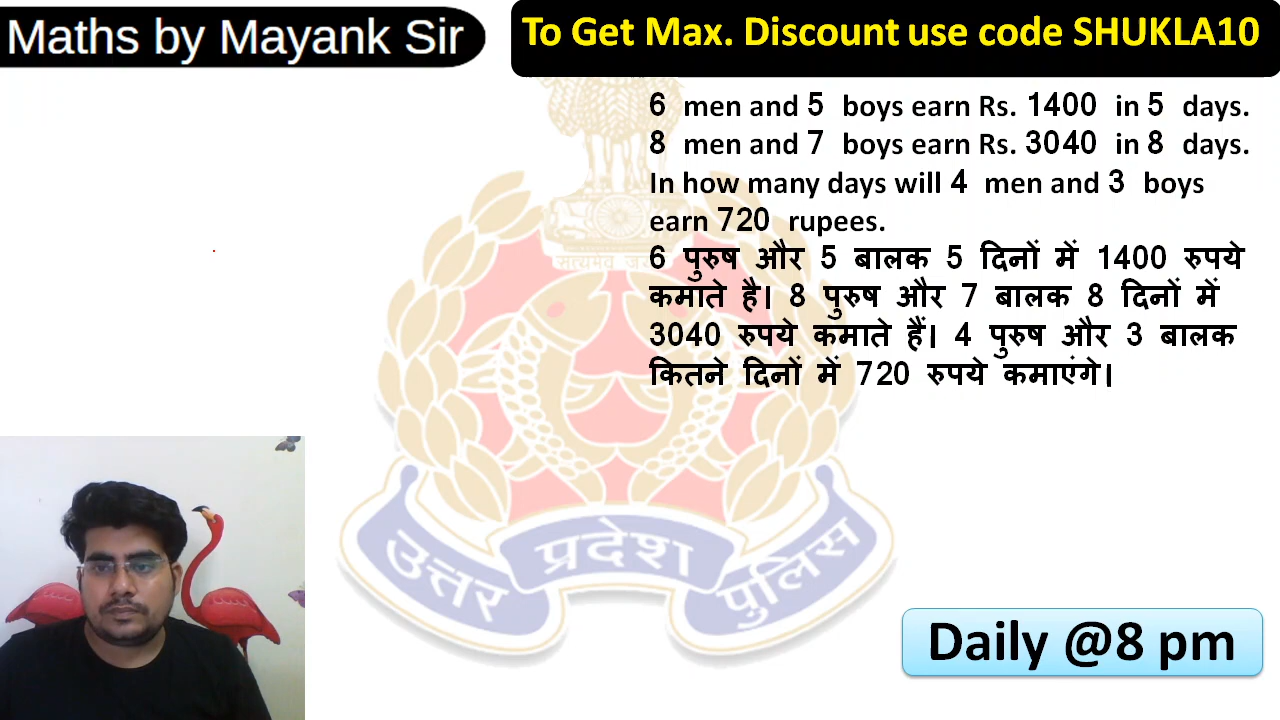 Maths by Mayank Sir
To Get Max. Discount use code SHUKLA10
6 men and 5 boys earn Rs. 1400 in 5 days.
8 men and 7 boys earn Rs. 3040 in 8 days.
In how many days will 4 men and 3 boys
earn 720 rupees.
6 पुरुष और 5 बालक 5 दिनों में 1400 रुपये
कमाते है। 8 पुरुष और 7 बालक 8 दिनों में
3040 रुपये कमाते हैं। 4 पुरुष और 3 बालक
कितने दिनों में 720 रुपये कमाएंगे।
उत्तर प्रदेश पुलिस
Daily @8 pm